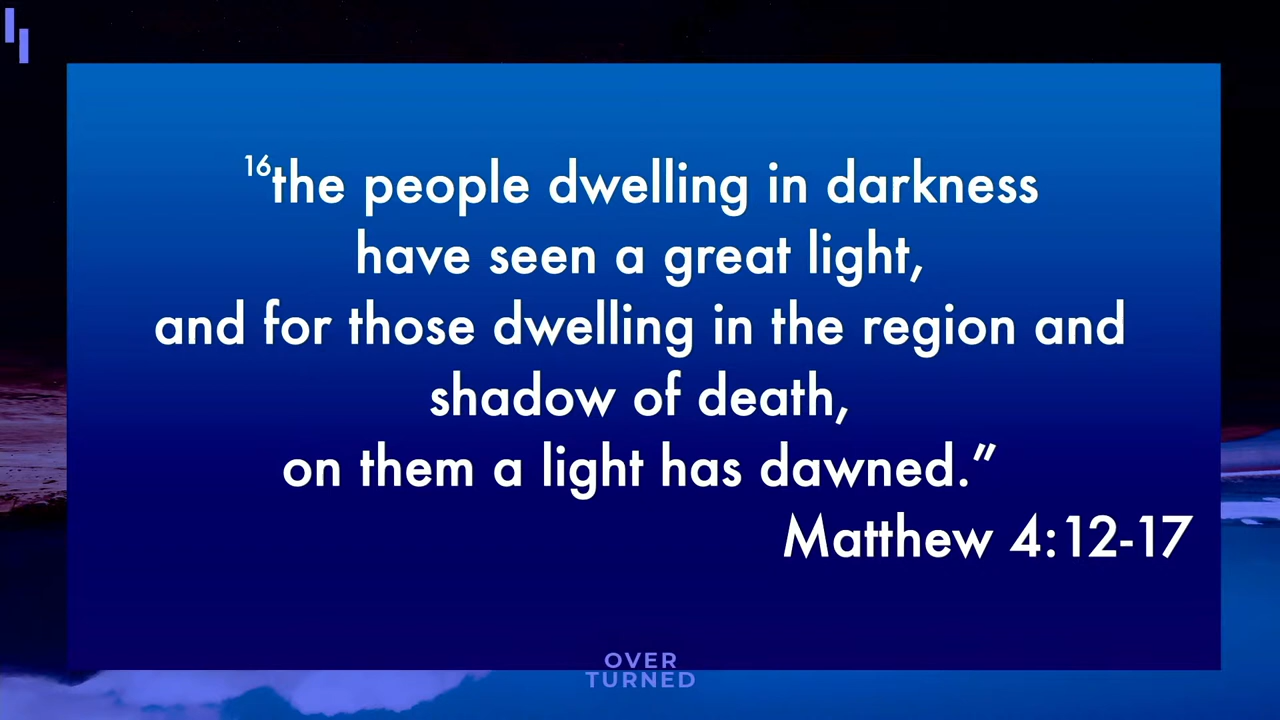 16the people dwelling in darkness
have seen a great light,
and for those dwelling in the region and
shadow of death,
on them a light has dawned.”
Matthew 4:12-17
OVER
TURNED